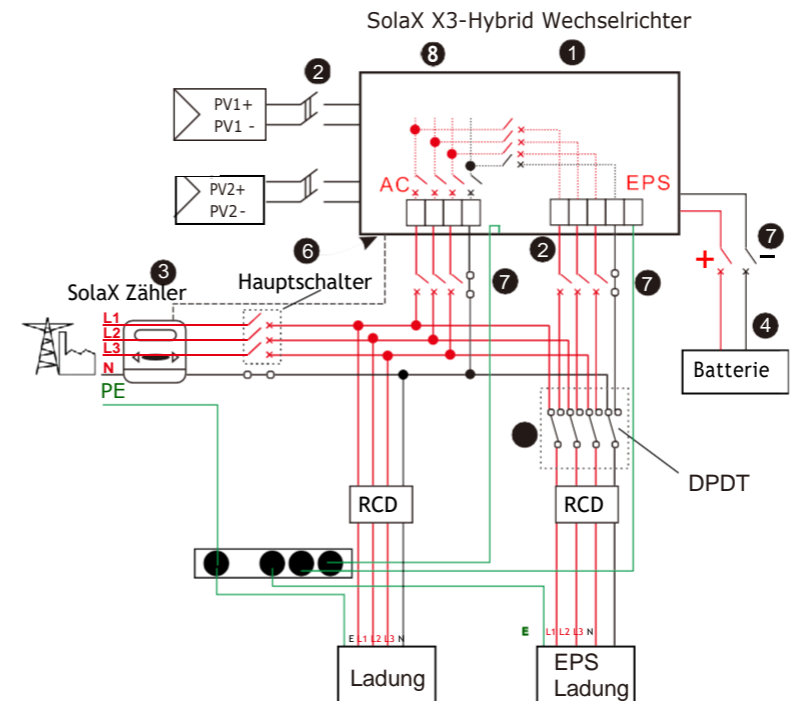 SolaX X3-Hybrid Wechselrichter
2
8
1
PV1+
PV1 -
PV2+
PV2-
AC
EPS
6
3
2
7
7
+
−
7
SolaX Zähler
Hauptschalter
4
L1
L2
L3
N
PE
Batterie
DPDT
RCD
RCD
E L1 L2 L3 N
E L1 L2 L3 N
Ladung
EPS
Ladung